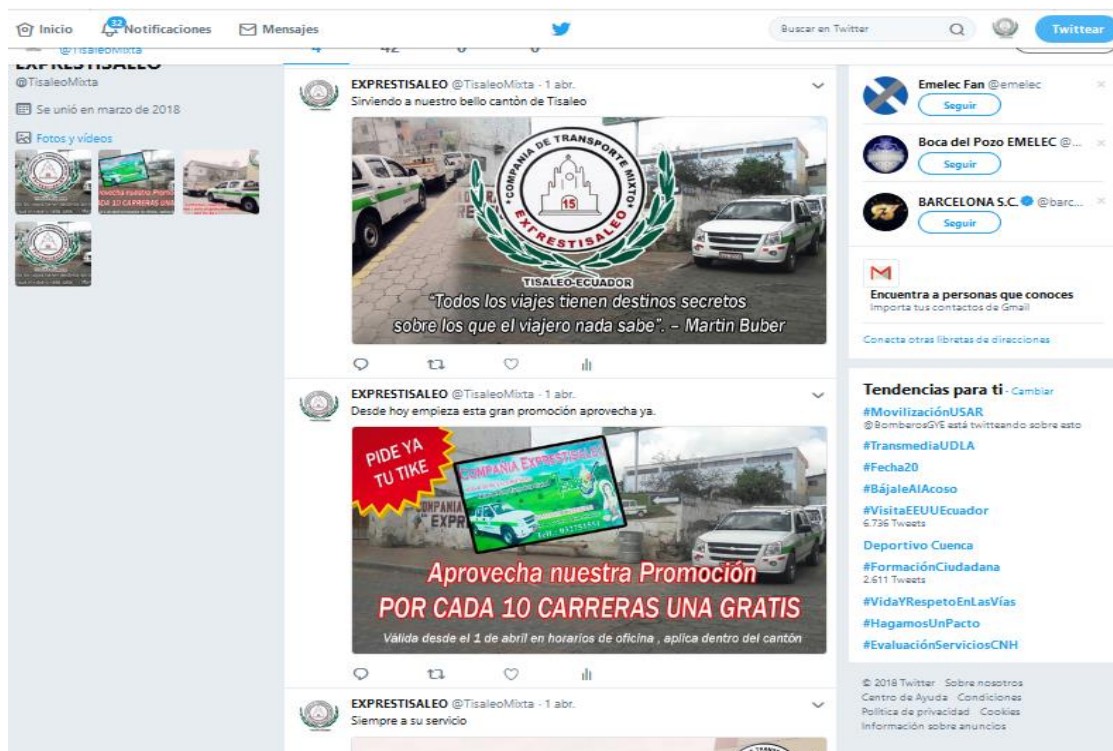 Inicio
32
Notificaciones
Mensajes
Buscar en Twitter
Twittear
@TisaleoMixta
4 42 0 0
EXPRESTISALEO
@TisaleoMixta
Se unió en marzo de 2018
Fotos y vídeos
EXPRESTISALEO @TisaleoMixta · 1 abr.
Sirviendo a nuestro bello cantòn de Tisaleo
COMPAÑIA DE TRANSPORTE MIXTO
15
EXPRESTISALEO
TISALEO-ECUADOR
"Todos los viajes tienen destinos secretos
sobre los que el viajero nada sabe". – Martin Buber
EXPRESTISALEO @TisaleoMixta · 1 abr.
Desde hoy empieza esta gran promoción aprovecha ya.
PIDE YA
TU TIKE
COMPAÑIA EXPRESTISALEO
Telf.: 032751551
Aprovecha nuestra Promoción
POR CADA 10 CARRERAS UNA GRATIS
Válida desde el 1 de abril en horarios de oficina , aplica dentro del cantón
EXPRESTISALEO @TisaleoMixta · 1 abr.
Siempre a su servicio
Emelec Fan @emelec
Seguir
Boca del Pozo EMELEC @...
Seguir
BARCELONA S.C. @barc...
Seguir
Encuentra a personas que conoces
Importa tus contactos de Gmail
Conecta otras libretas de direcciones
Tendencias para ti · Cambiar
#MovilizaciónUSAR
@BomberosGYE está twitteando sobre esto
#TransmediaUDLA
#Fecha20
#BájaleAlAcoso
#VisitaEEUUEcuador
6.736 Tweets
Deportivo Cuenca
#FormaciónCiudadana
2.611 Tweets
#VidaYRespetoEnLasVías
#HagamosUnPacto
#EvaluaciónServiciosCNH
© 2018 Twitter Sobre nosotros
Centro de Ayuda Condiciones
Política de privacidad Cookies
Información sobre anuncios